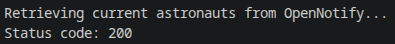 Retrieving current astronauts from OpenNotify...
Status code: 200